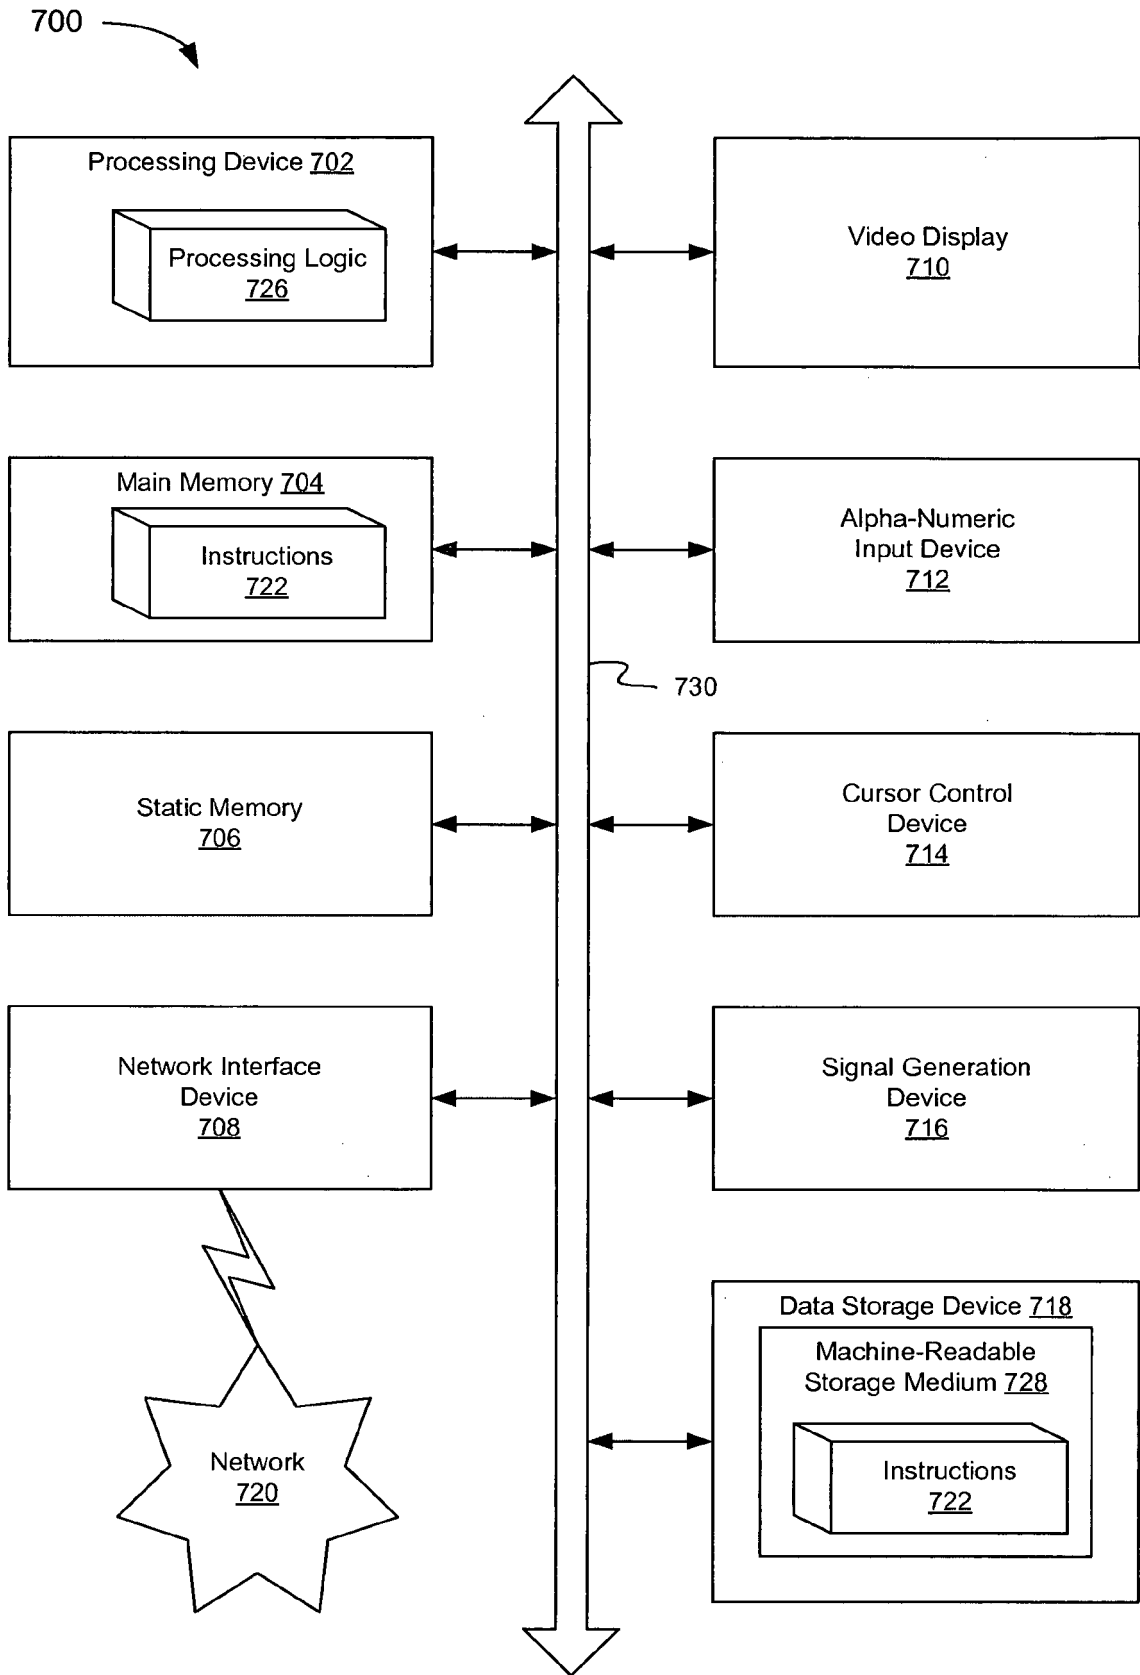 700
Processing Device 702
Processing Logic
726
Video Display
710
Main Memory 704
Instructions
722
Alpha-Numeric
Input Device
712
730
Static Memory
706
Cursor Control
Device
714
Network Interface
Device
708
Signal Generation
Device
716
Data Storage Device 718
Machine-Readable
Storage Medium 728
Instructions
722
Network
720